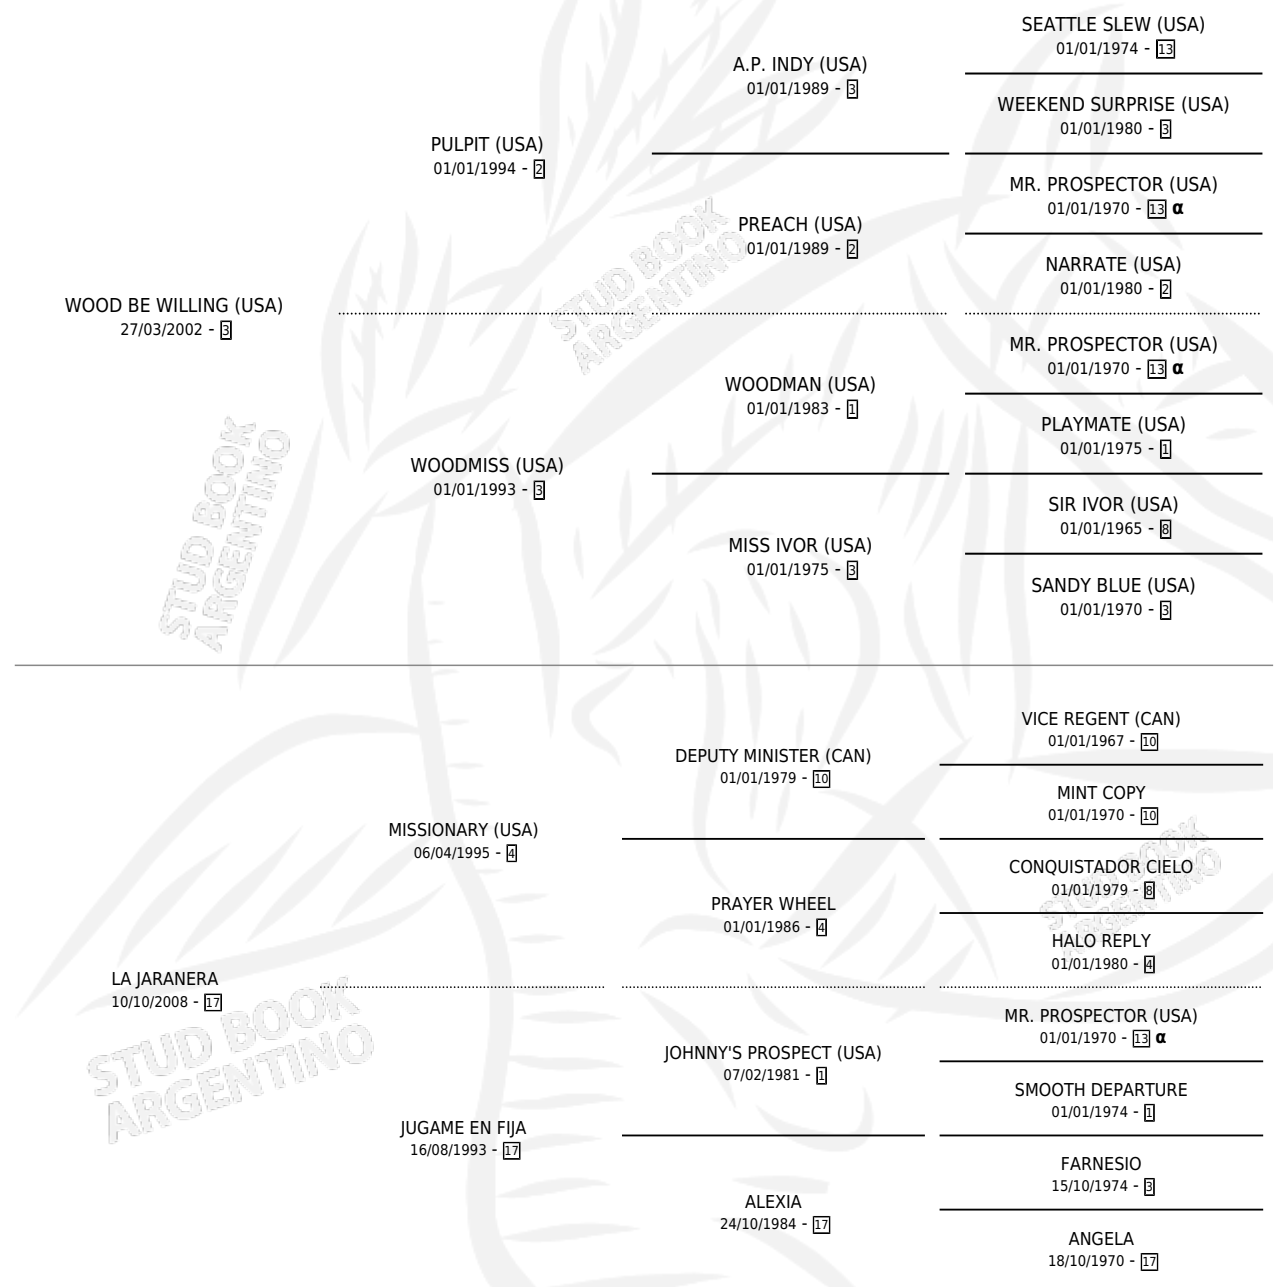 SEATTLE SLEW (USA)
01/01/1974 - 13
A.P. INDY (USA)
01/01/1989 - 3
WEEKEND SURPRISE (USA)
01/01/1980 - 3
PULPIT (USA)
01/01/1994 - 2
MR. PROSPECTOR (USA)
01/01/1970 - 13 α
PREACH (USA)
01/01/1989 - 2
NARRATE (USA)
01/01/1980 - 2
STUD BOOK
ARGENTINO
WOOD BE WILLING (USA)
27/03/2002 - 3
MR. PROSPECTOR (USA)
01/01/1970 - 13 α
WOODMAN (USA)
01/01/1983 - 1
PLAYMATE (USA)
01/01/1975 - 1
WOODMISS (USA)
01/01/1993 - 3
SIR IVOR (USA)
01/01/1965 - 8
MISS IVOR (USA)
01/01/1975 - 3
SANDY BLUE (USA)
01/01/1970 - 3
STUD BOOK
ARGENTINO
VICE REGENT (CAN)
01/01/1967 - 10
DEPUTY MINISTER (CAN)
01/01/1979 - 10
MINT COPY
01/01/1970 - 10
MISSIONARY (USA)
06/04/1995 - 4
CONQUISTADOR CIELO
01/01/1979 - 8
STUD BOOK
ARGENTINO
PRAYER WHEEL
01/01/1986 - 4
HALO REPLY
01/01/1980 - 4
LA JARANERA
10/10/2008 - 17
STUD BOOK
ARGENTINO
MR. PROSPECTOR (USA)
01/01/1970 - 13 α
JOHNNY'S PROSPECT (USA)
07/02/1981 - 1
SMOOTH DEPARTURE
01/01/1974 - 1
JUGAME EN FIJA
16/08/1993 - 17
FARNESIO
15/10/1974 - 3
ALEXIA
24/10/1984 - 17
ANGELA
18/10/1970 - 17